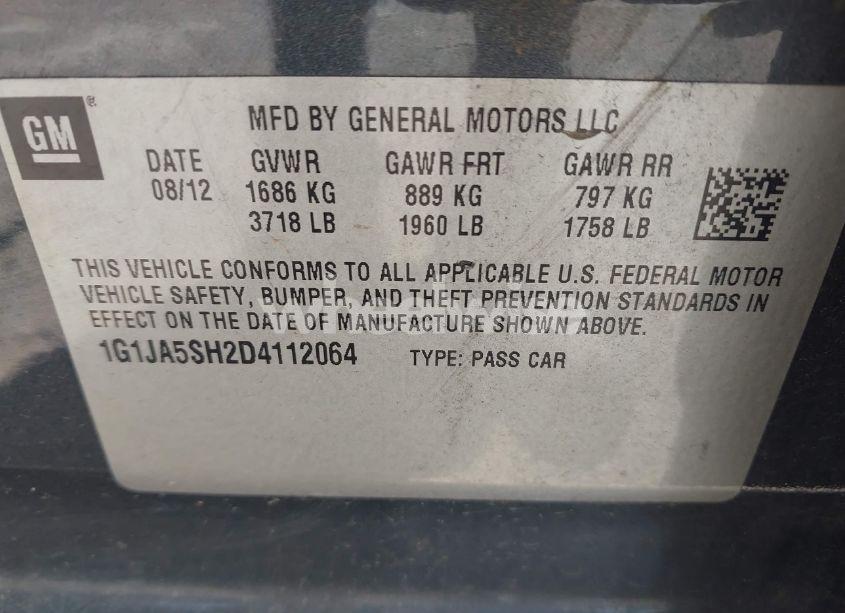 GM ®
MFD BY GENERAL MOTORS LLC
DATE GVWR GAWR FRT GAWR RR
08/12 1686 KG 889 KG 797 KG
3718 LB 1960 LB 1758 LB
THIS VEHICLE CONFORMS TO ALL APPLICABLE U.S. FEDERAL MOTOR
VEHICLE SAFETY, BUMPER, AND THEFT PREVENTION STANDARDS IN
EFFECT ON THE DATE OF MANUFACTURE SHOWN ABOVE.
1G1JA5SH2D4112064 TYPE: PASS CAR